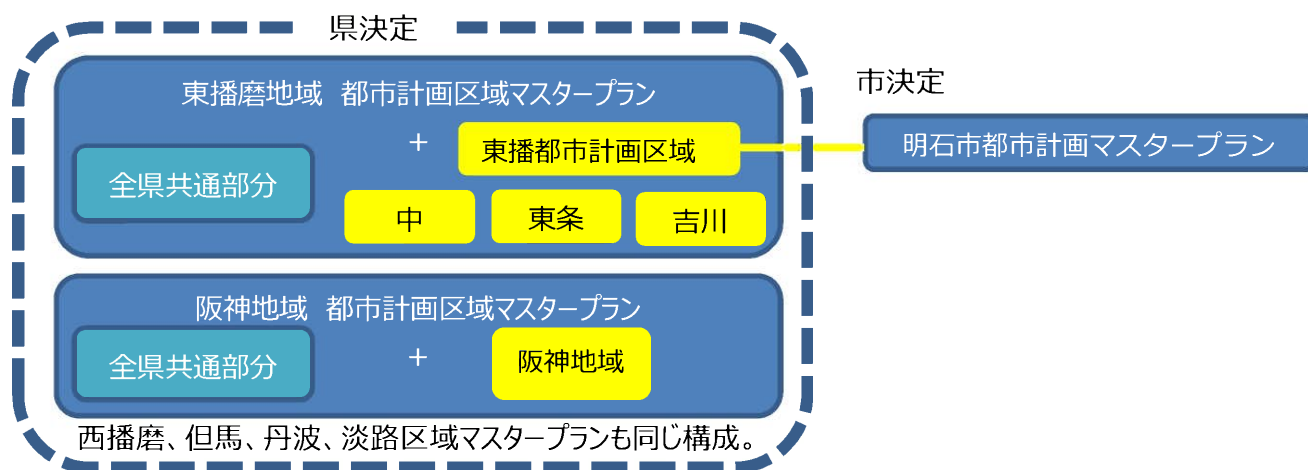 県決定
東播磨地域 都市計画区域マスタープラン
市決定
+
東播都市計画区域
明石市都市計画マスタープラン
全県共通部分
中
東条
吉川
阪神地域 都市計画区域マスタープラン
全県共通部分
+
阪神地域
西播磨、但馬、丹波、淡路区域マスタープランも同じ構成。